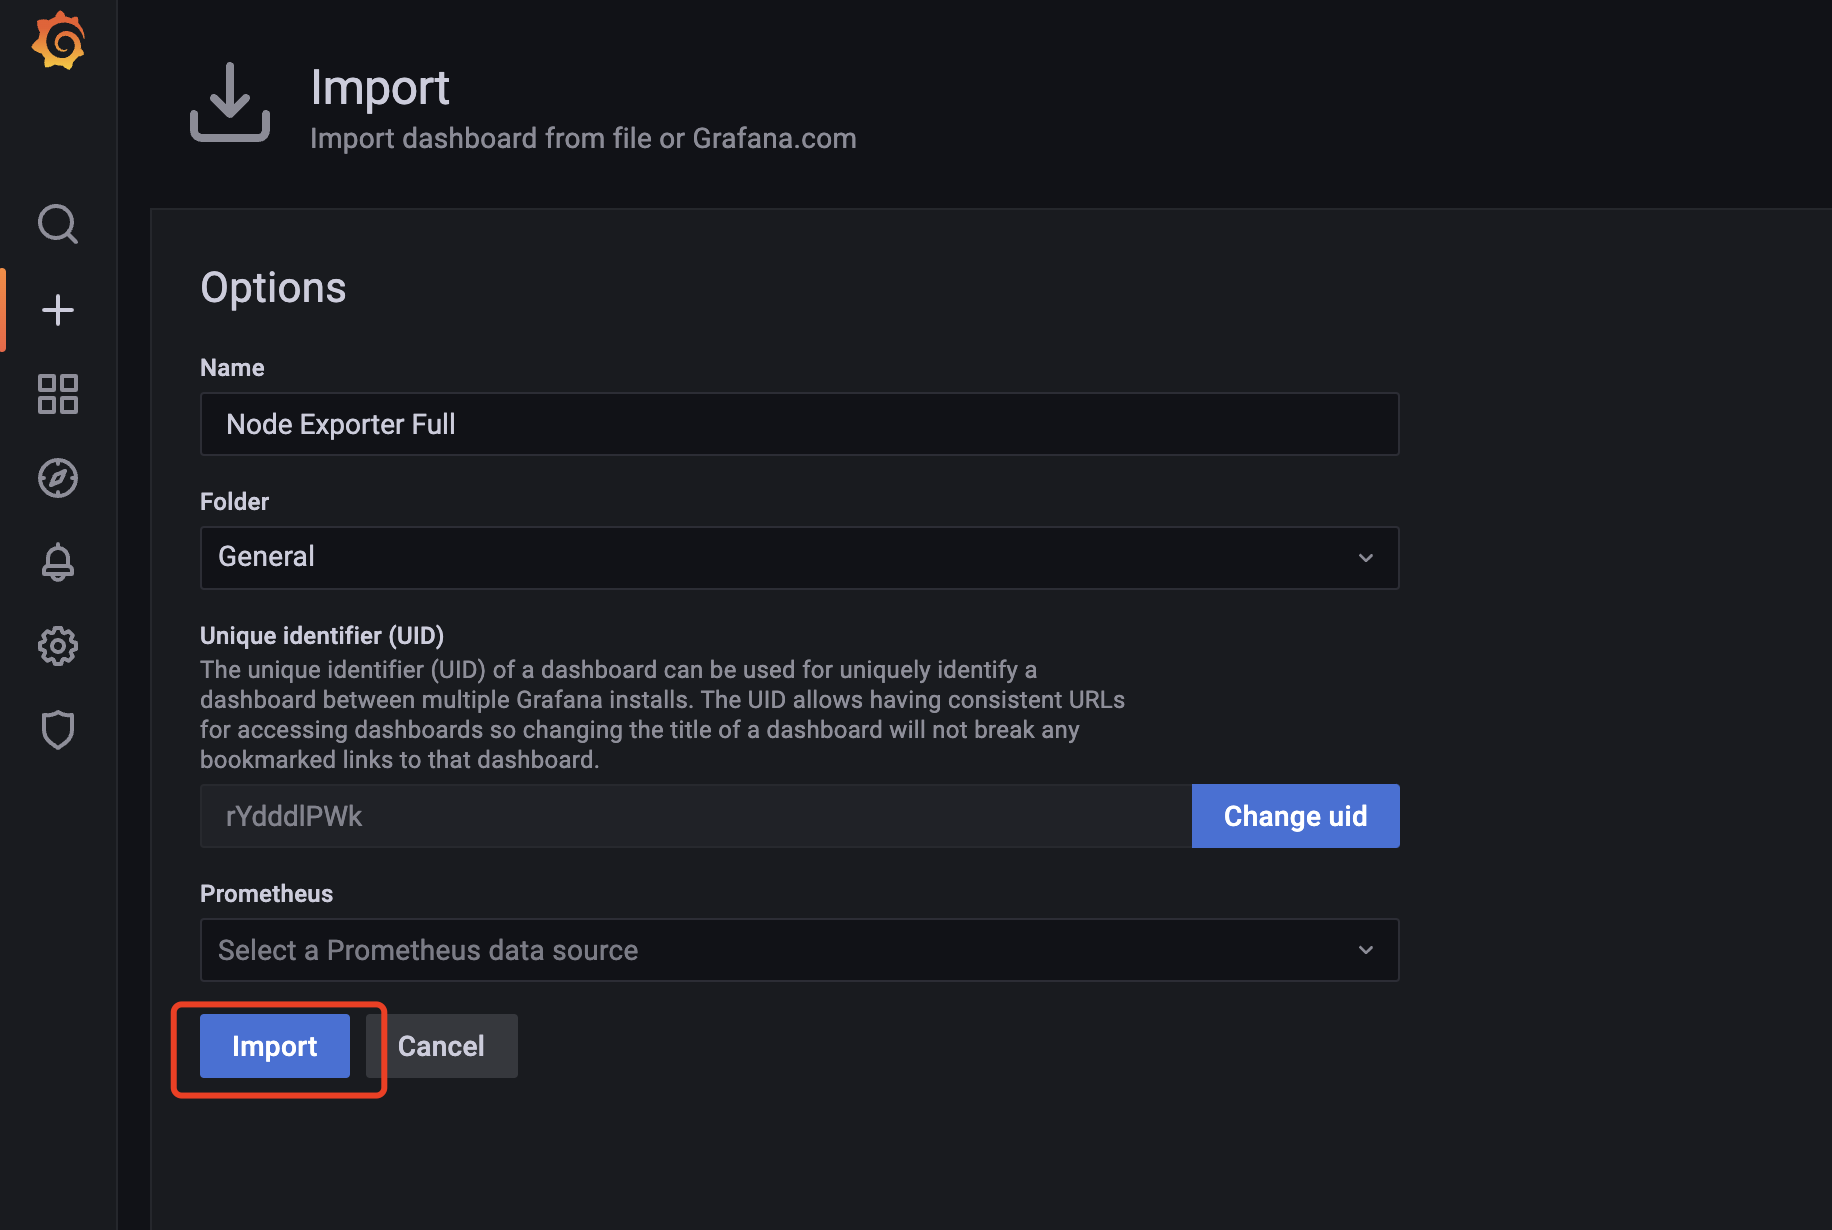 Import
Import dashboard from file or Grafana.com
Options
Name
Node Exporter Full
Folder
General
Unique identifier (UID)
The unique identifier (UID) of a dashboard can be used for uniquely identify a
dashboard between multiple Grafana installs. The UID allows having consistent URLs
for accessing dashboards so changing the title of a dashboard will not break any
bookmarked links to that dashboard.
rYdddlPWk
Change uid
Prometheus
Select a Prometheus data source
Import
Cancel